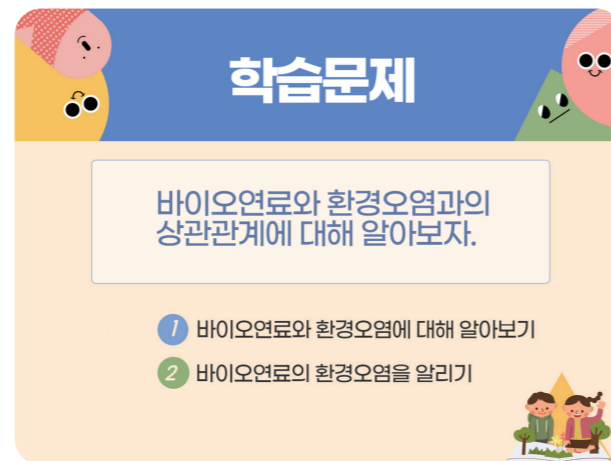 학습문제
바이오연료와 환경오염과의
상관관계에 대해 알아보자.
1 바이오연료와 환경오염에 대해 알아보기
2 바이오연료의 환경오염을 알리기